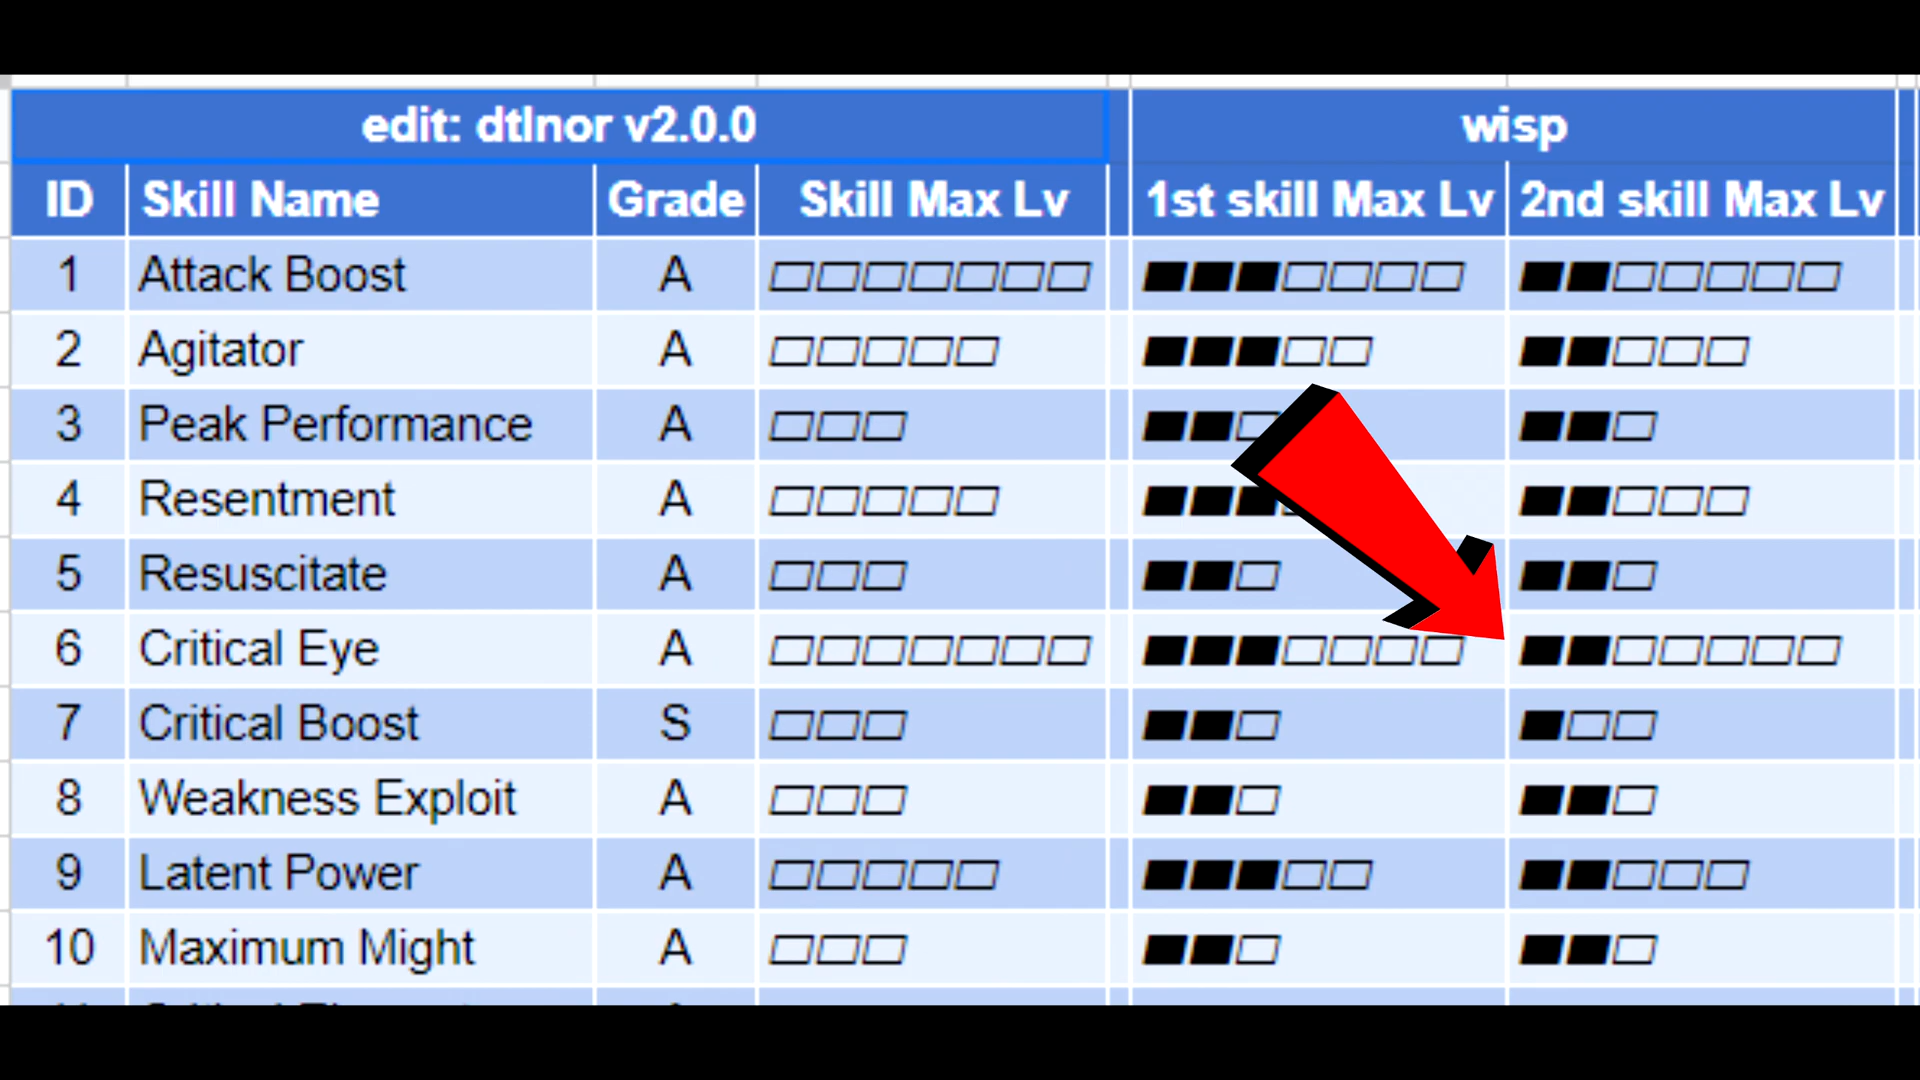 edit: dtlnor v2.0.0 wisp
ID Skill Name Grade Skill Max Lv 1st skill Max Lv 2nd skill Max Lv
1 Attack Boost A □□□□□□□ ■■■□□□□ ■■□□□□□
2 Agitator A □□□□□ ■■■□□ ■■□□□
3 Peak Performance A □□□ ■■□ ■■□
4 Resentment A □□□□□ ■■■ ■■□□□
5 Resuscitate A □□□ ■■□ ■■□
6 Critical Eye A □□□□□□□ ■■■□□□□ ■■□□□□□
7 Critical Boost S □□□ ■■□ ■□□
8 Weakness Exploit A □□□ ■■□ ■■□
9 Latent Power A □□□□□ ■■■□□ ■■□□□
10 Maximum Might A □□□ ■■□ ■■□